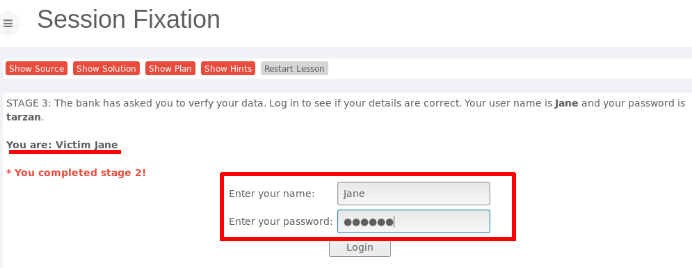 Session Fixation
Show Source Show Solution Show Plan Show Hints Restart Lesson
STAGE 3: The bank has asked you to verfy your data. Log in to see if your details are correct. Your user name is Jane and your password is
tarzan.
You are: Victim Jane
* You completed stage 2!
Enter your name: Jane
Enter your password: ●●●●●●
Login